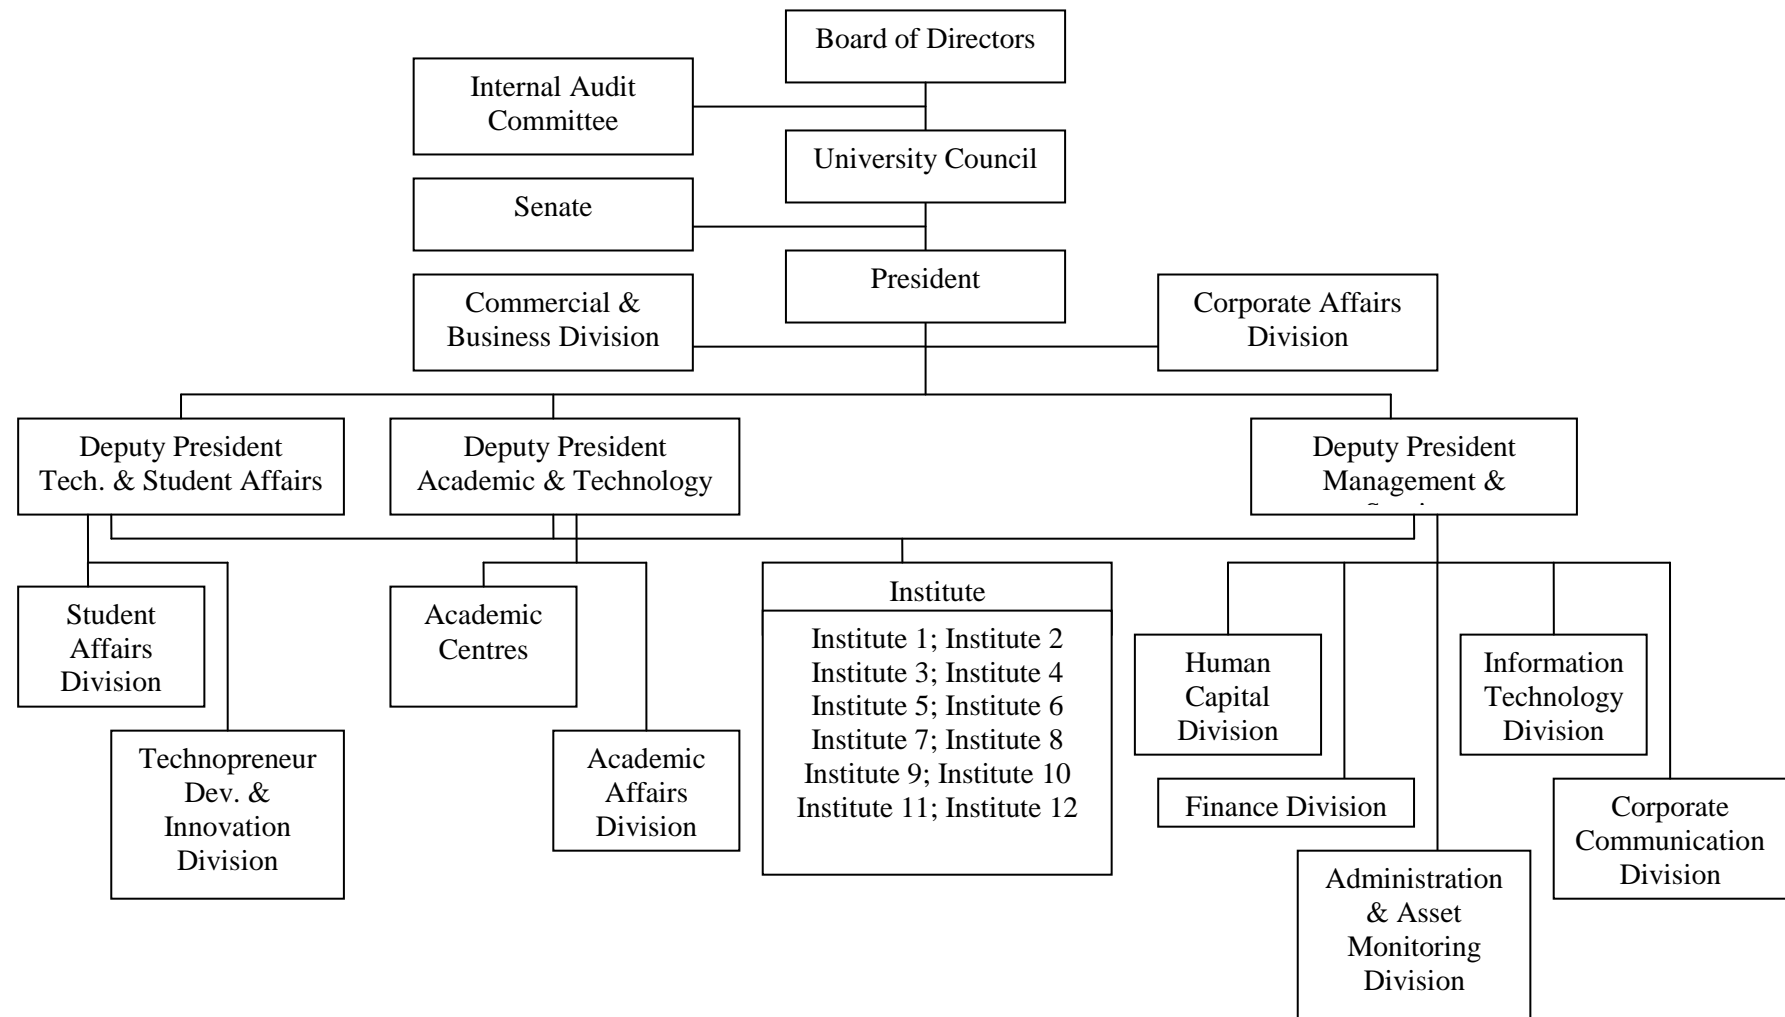 Board of Directors
Internal Audit
Committee
University Council
Senate
President
Commercial &
Business Division
Corporate Affairs
Division
Deputy President
Tech. & Student Affairs
Deputy President
Academic & Technology
Deputy President
Management &
Student
Affairs
Division
Academic
Centres
Institute
Institute 1; Institute 2
Institute 3; Institute 4
Institute 5; Institute 6
Institute 7; Institute 8
Institute 9; Institute 10
Institute 11; Institute 12
Human
Capital
Division
Information
Technology
Division
Technopreneur
Dev. &
Innovation
Division
Academic
Affairs
Division
Finance Division
Corporate
Communication
Division
Administration
& Asset
Monitoring
Division